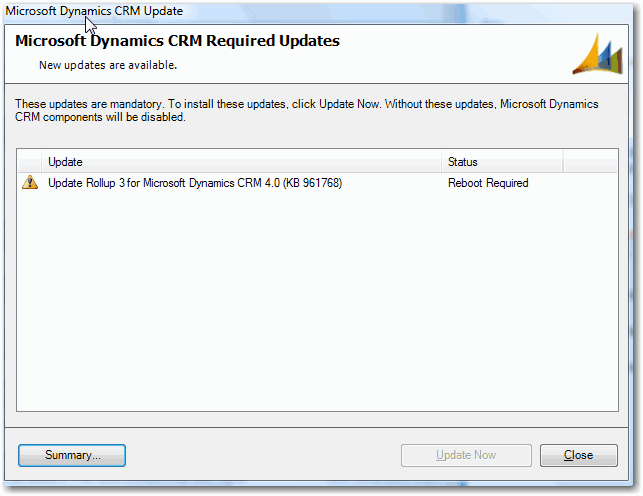 Microsoft Dynamics CRM Update
Microsoft Dynamics CRM Required Updates
New updates are available.
These updates are mandatory. To install these updates, click Update Now. Without these updates, Microsoft Dynamics
CRM components will be disabled.
Update Status
Update Rollup 3 for Microsoft Dynamics CRM 4.0 (KB 961768) Reboot Required
Summary... Update Now Close